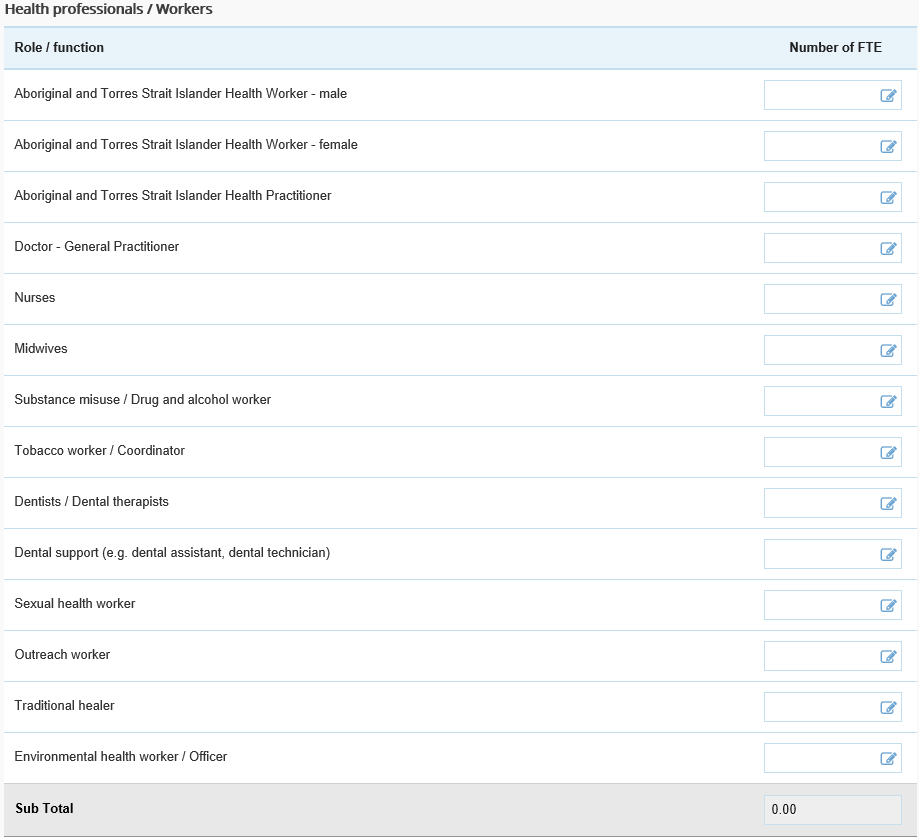 Health professionals / Workers
Role / function Number of FTE
Aboriginal and Torres Strait Islander Health Worker - male
Aboriginal and Torres Strait Islander Health Worker - female
Aboriginal and Torres Strait Islander Health Practitioner
Doctor - General Practitioner
Nurses
Midwives
Substance misuse / Drug and alcohol worker
Tobacco worker / Coordinator
Dentists / Dental therapists
Dental support (e.g. dental assistant, dental technician)
Sexual health worker
Outreach worker
Traditional healer
Environmental health worker / Officer
Sub Total 0.00